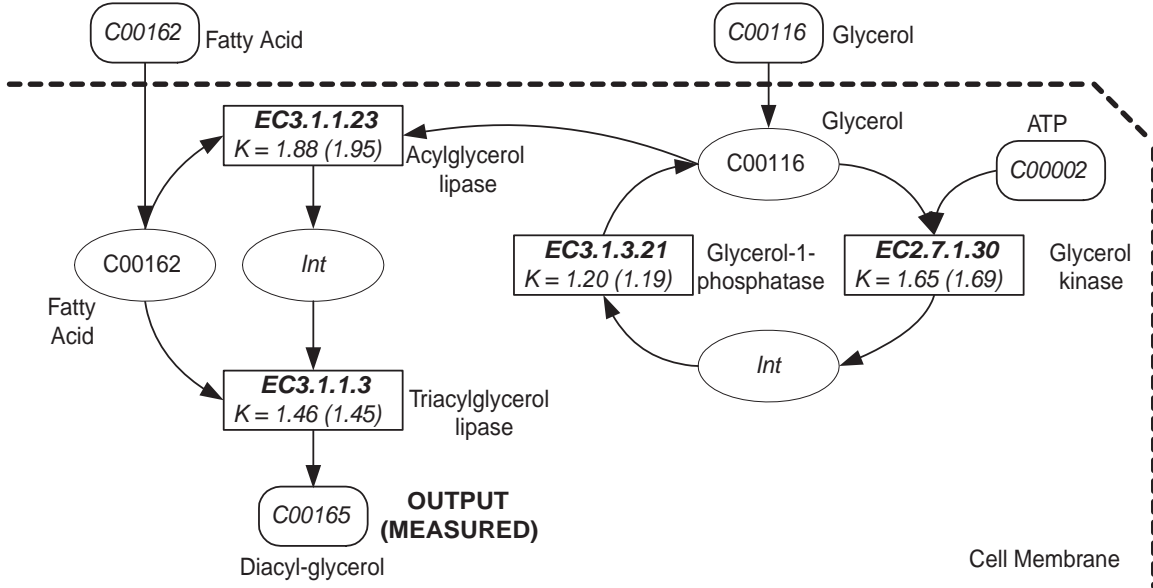 C00162
Fatty Acid
C00116
Glycerol
EC3.1.1.23
K = 1.88 (1.95)
Acylglycerol
lipase
Glycerol
C00116
ATP
C00002
C00162
Fatty
Acid
Int
EC3.1.3.21
K = 1.20 (1.19)
Glycerol-1-
phosphatase
EC2.7.1.30
K = 1.65 (1.69)
Glycerol
kinase
Int
EC3.1.1.3
K = 1.46 (1.45)
Triacylglycerol
lipase
C00165
OUTPUT
(MEASURED)
Diacyl-glycerol
Cell Membrane